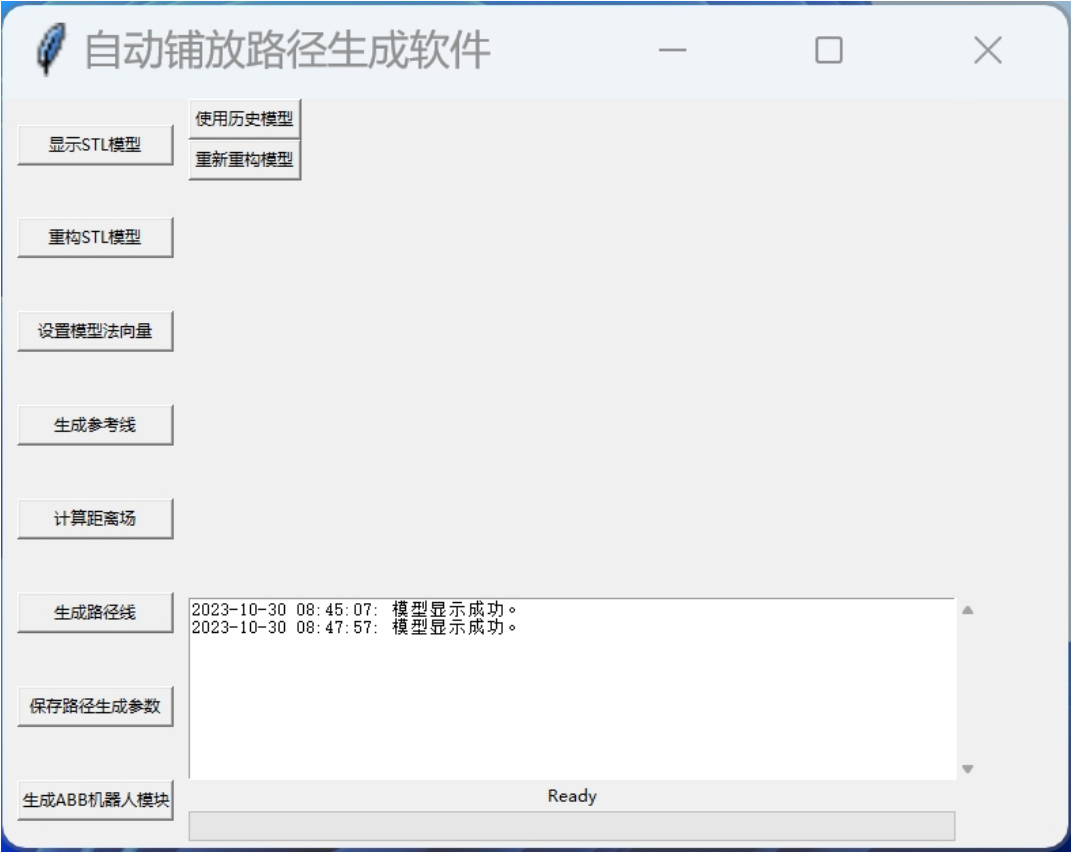 自动铺放路径生成软件
显示STL模型
使用历史模型
重新重构模型
重构STL模型
设置模型法向量
生成参考线
计算距离场
生成路径线
2023-10-30 08:45:07: 模型显示成功。
2023-10-30 08:47:57: 模型显示成功。
保存路径生成参数
生成ABB机器人模块
Ready